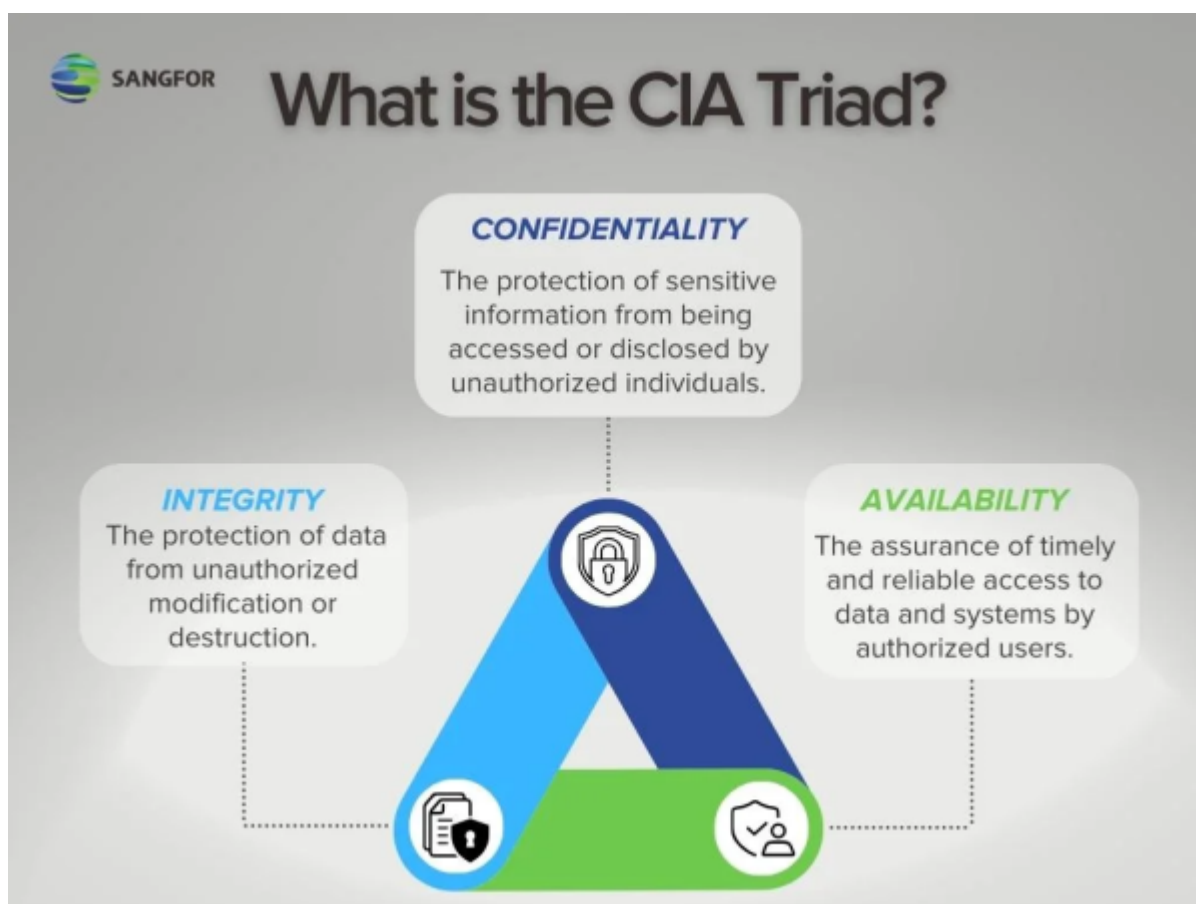 SANGFOR
What is the CIA Triad?
CONFIDENTIALITY
The protection of sensitive
information from being
accessed or disclosed by
unauthorized individuals.
INTEGRITY
The protection of data
from unauthorized
modification or
destruction.
AVAILABILITY
The assurance of timely
and reliable access to
data and systems by
authorized users.